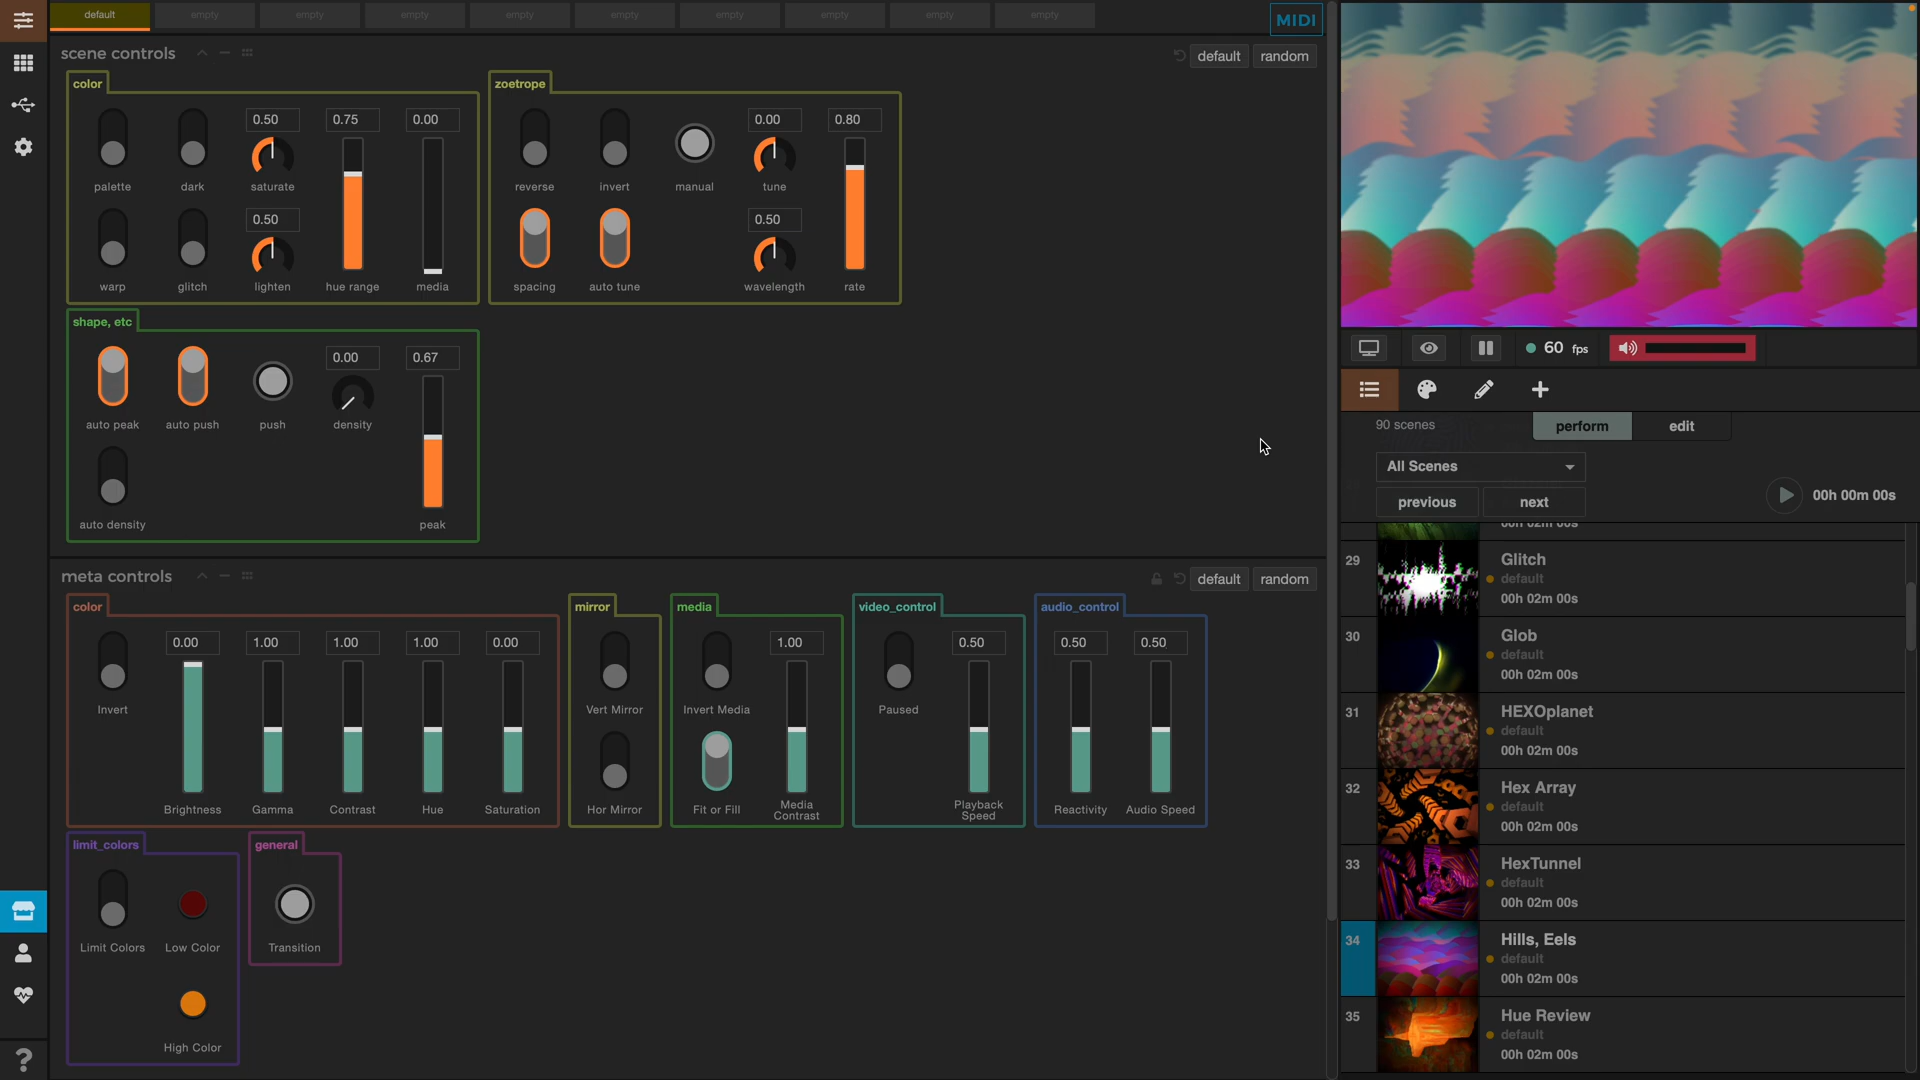 default empty empty empty empty empty empty empty empty empty
MIDI
scene controls
default random
color
0.50 0.75 0.00
palette dark saturate
0.50
warp glitch lighten hue range media
zoetrope
0.00 0.80
reverse invert manual tune
0.50
spacing auto tune wavelength rate
shape, etc
0.00 0.67
auto peak auto push push density
auto density peak
meta controls
default random
color
0.00 1.00 1.00 1.00 0.00
Invert
Brightness Gamma Contrast Hue Saturation
mirror
Vert Mirror
Hor Mirror
media
1.00
Invert Media
Fit or Fill Media
Contrast
video_control
0.50
Paused
Playback
Speed
audio_control
0.50 0.50
Reactivity Audio Speed
limit_colors
Limit Colors Low Color
High Color
general
Transition
?
60 fps
90 scenes
perform edit
All Scenes
previous next
00h 00m 00s
00h 02m 00s
29 Glitch
default
00h 02m 00s
30 Glob
default
00h 02m 00s
31 HEXOplanet
default
00h 02m 00s
32 Hex Array
default
00h 02m 00s
33 HexTunnel
default
00h 02m 00s
34 Hills, Eels
default
00h 02m 00s
35 Hue Review
default
00h 02m 00s